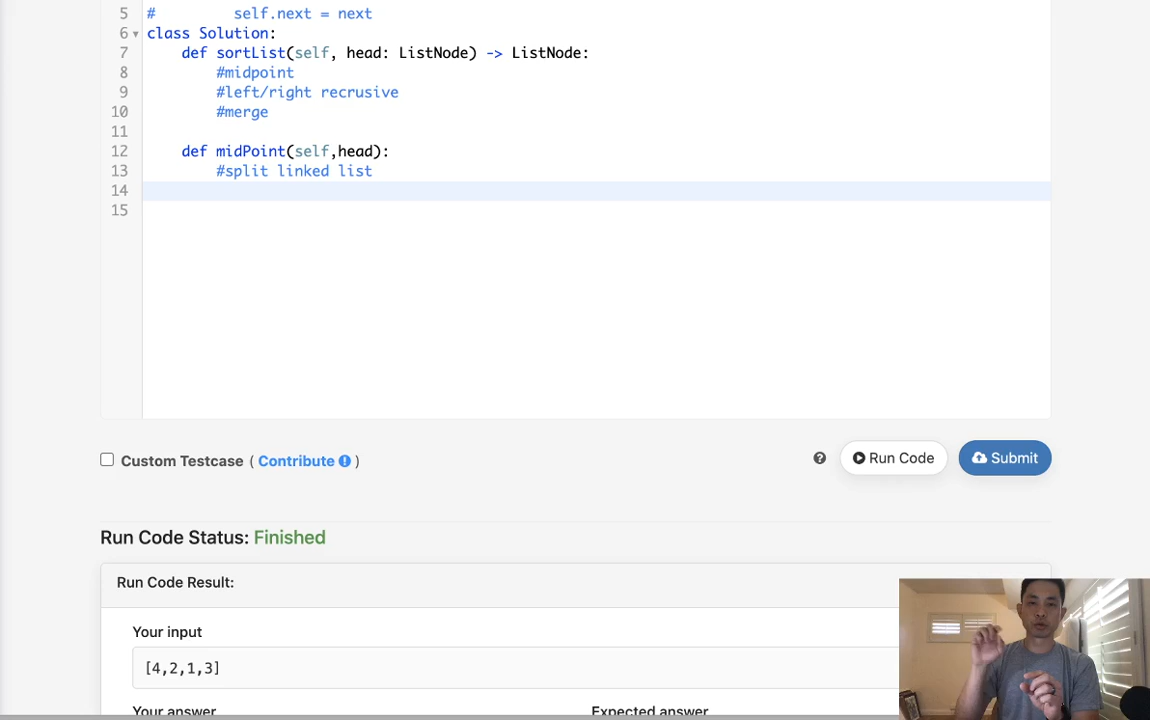 5 # self.next = next
6 class Solution:
7 def sortList(self, head: ListNode) -> ListNode:
8 #midpoint
9 #left/right recrusive
10 #merge
11
12 def midPoint(self,head):
13 #split linked list
14
15
Custom Testcase ( Contribute )
? Run Code Submit
Run Code Status: Finished
Run Code Result:
Your input
[4,2,1,3]
Your answer Expected answer